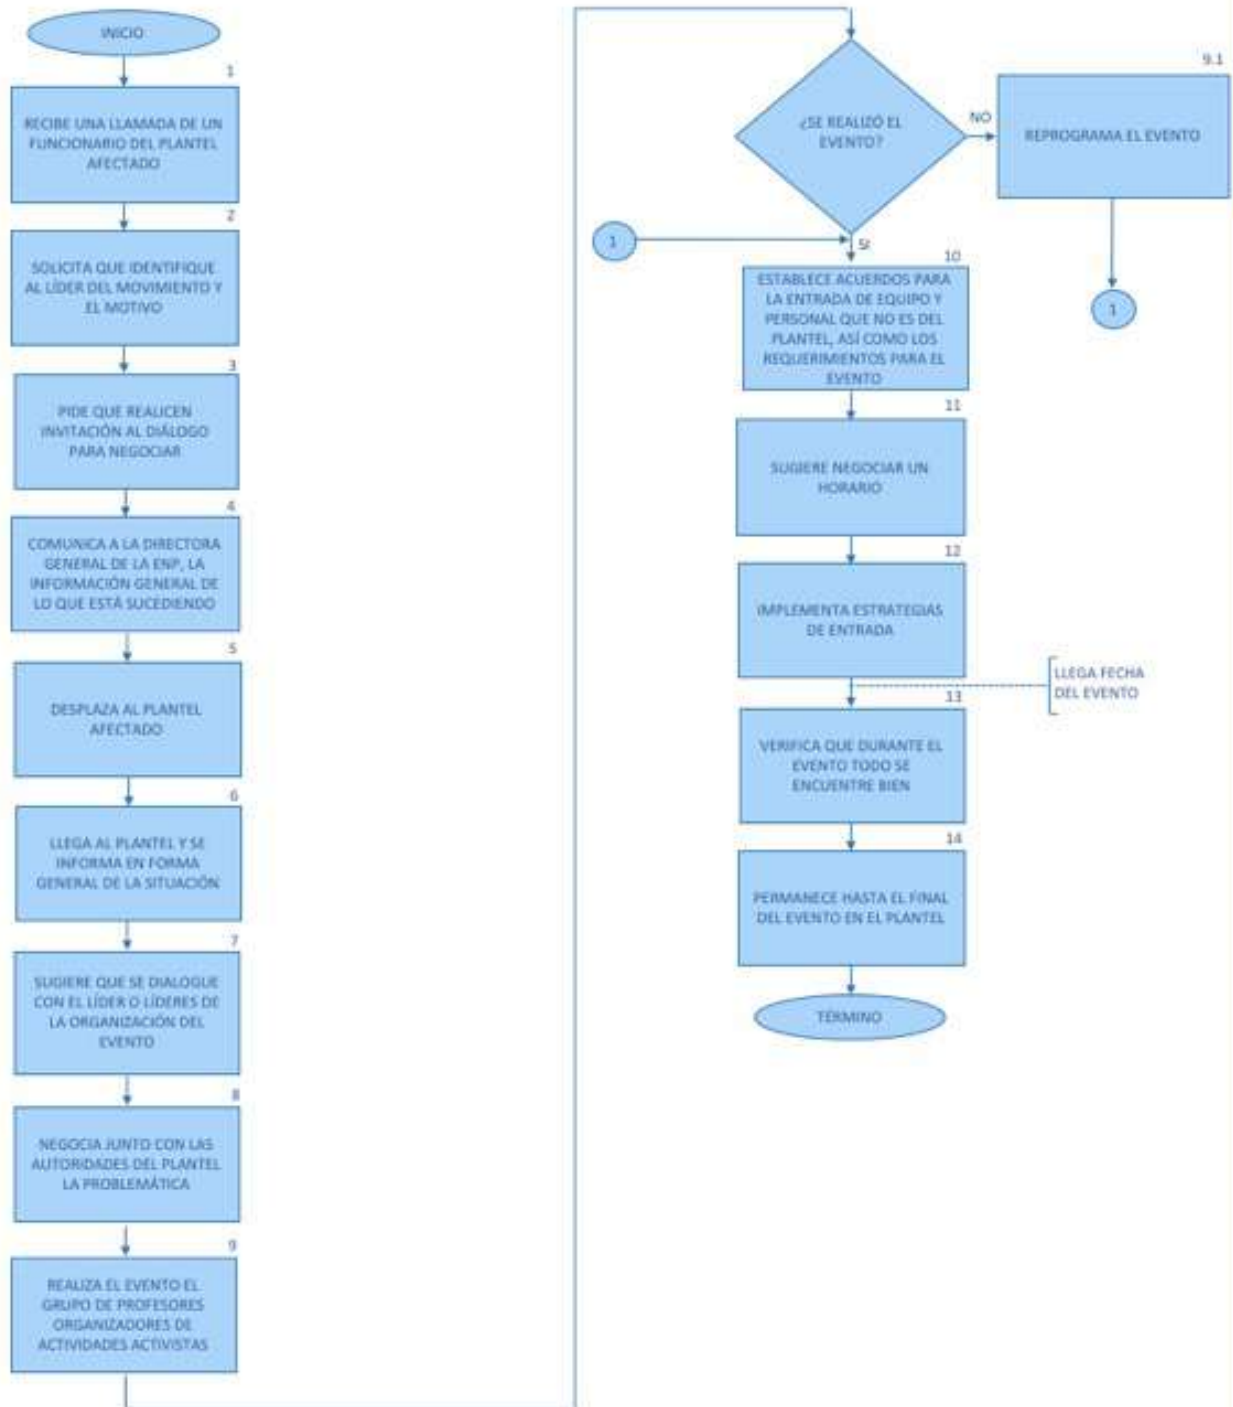 INICIO
1
RECIBE UNA LLAMADA DE UN
FUNCIONARIO DEL PLANTEL
AFECTADO
2
SOLICITA QUE IDENTIFIQUE
AL LÍDER DEL MOVIMIENTO Y
EL MOTIVO
3
PIDE QUE REALICEN
INVITACIÓN AL DIÁLOGO
PARA NEGOCIAR
4
COMUNICA A LA DIRECTORA
GENERAL DE LA ENP, LA
INFORMACIÓN GENERAL DE
LO QUE ESTÁ SUCEDIENDO
5
DESPLAZA AL PLANTEL
AFECTADO
6
LLEGA AL PLANTEL Y SE
INFORMA EN FORMA
GENERAL DE LA SITUACIÓN
7
SUGIERE QUE SE DIALOGUE
CON EL LÍDER O LÍDERES DE
LA ORGANIZACIÓN DEL
EVENTO
8
NEGOCIA JUNTO CON LAS
AUTORIDADES DEL PLANTEL
LA PROBLEMÁTICA
9
REALIZA EL EVENTO EL
GRUPO DE PROFESORES
ORGANIZADORES DE
ACTIVIDADES ACTIVISTAS
¿SE REALIZÓ EL
EVENTO?
NO
9.1
REPROGRAMA EL EVENTO
1
1
SI
10
ESTABLECE ACUERDOS PARA
LA ENTRADA DE EQUIPO Y
PERSONAL QUE NO ES DEL
PLANTEL, ASÍ COMO LOS
REQUERIMIENTOS PARA EL
EVENTO
11
SUGIERE NEGOCIAR UN
HORARIO
12
IMPLEMENTA ESTRATEGIAS
DE ENTRADA
LLEGA FECHA
DEL EVENTO
13
VERIFICA QUE DURANTE EL
EVENTO TODO SE
ENCUENTRE BIEN
14
PERMANECE HASTA EL FINAL
DEL EVENTO EN EL PLANTEL
TÉRMINO